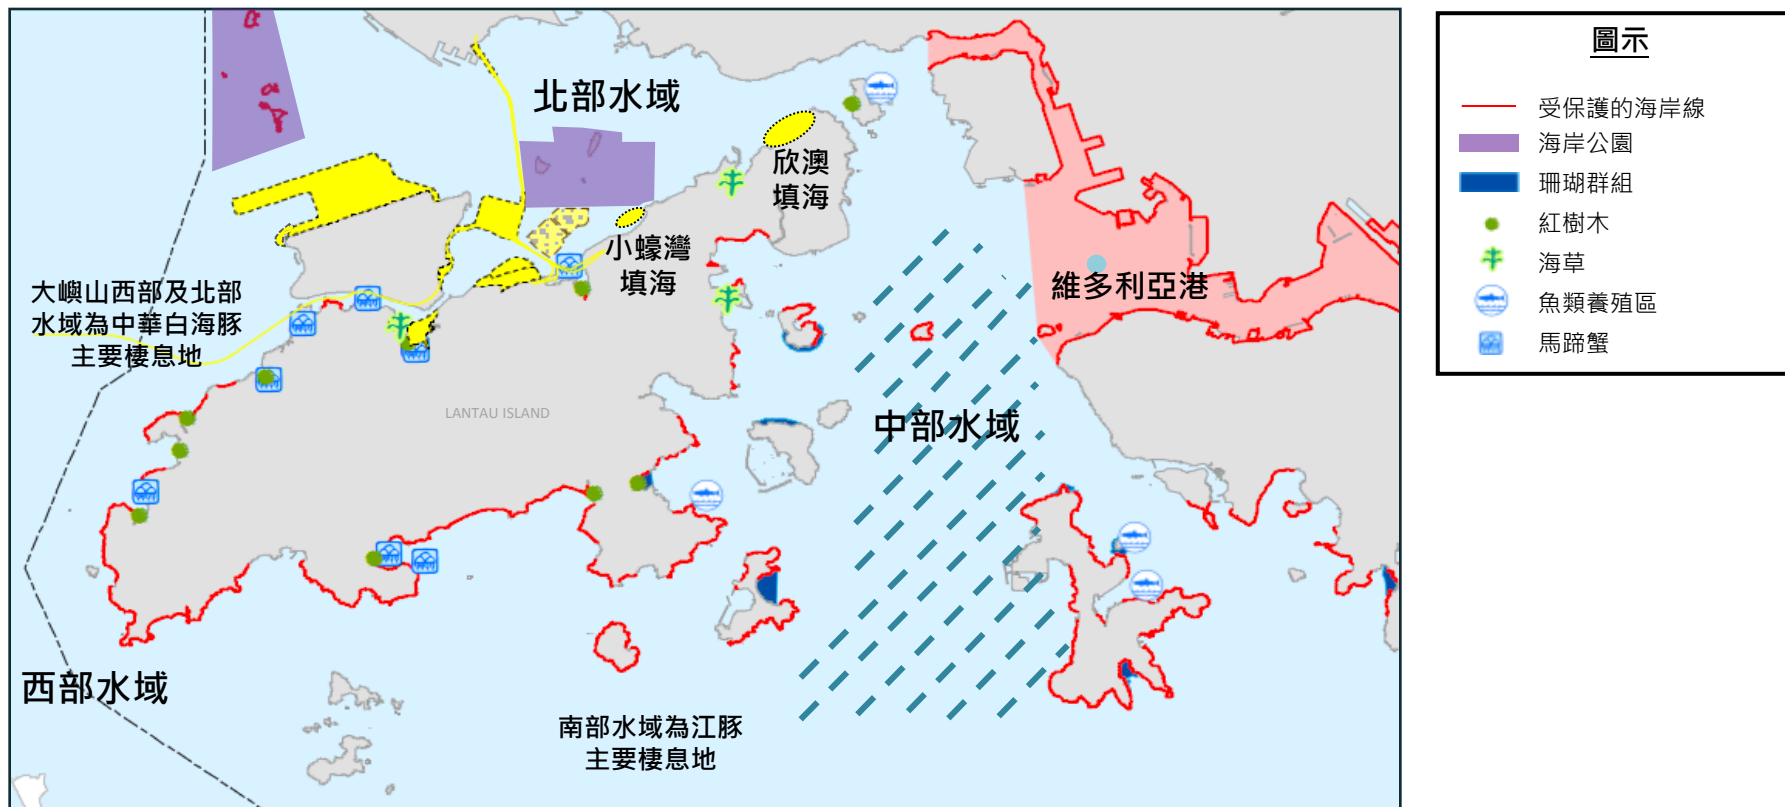 北部水域
欣澳
填海
小蠔灣
填海
大嶼山西部及北部
水域為中華白海豚
主要棲息地
維多利亞港
LANTAU ISLAND
中部水域
西部水域
南部水域為江豚
主要棲息地
圖示
受保護的海岸線
海岸公園
珊瑚群組
紅樹木
海草
魚類養殖區
馬蹄蟹